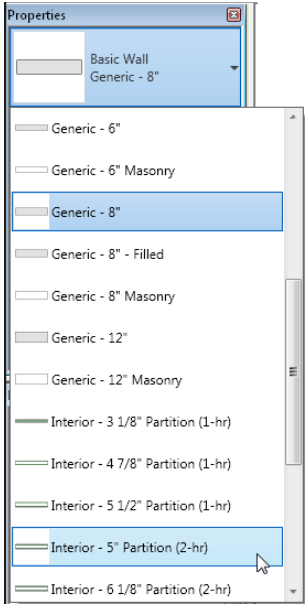 Properties
Basic Wall
Generic - 8"
Generic - 6"
Generic - 6" Masonry
Generic - 8"
Generic - 8" - Filled
Generic - 8" Masonry
Generic - 12"
Generic - 12" Masonry
Interior - 3 1/8" Partition (1-hr)
Interior - 4 7/8" Partition (1-hr)
Interior - 5 1/2" Partition (1-hr)
Interior - 5" Partition (2-hr)
Interior - 6 1/8" Partition (2-hr)